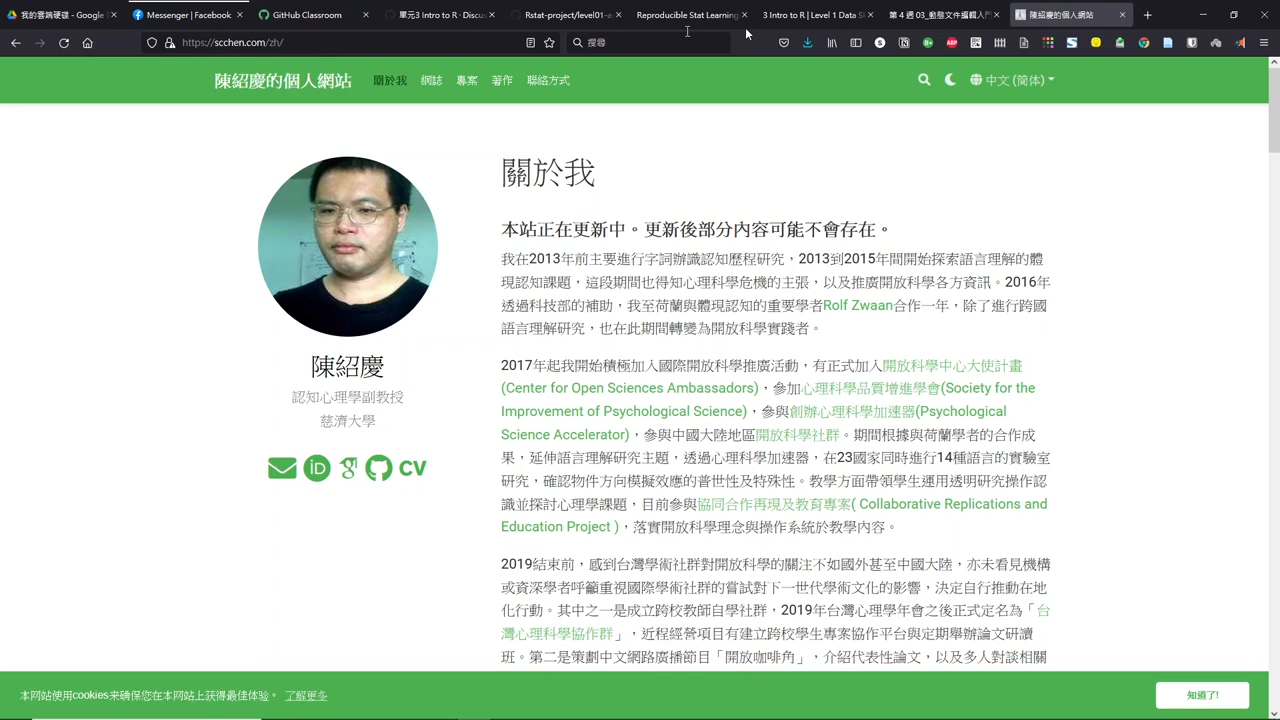 我的雲端硬碟 - Google
Messenger | Facebook
GitHub Classroom
單元3 Intro to R · Discus
Rstat-project/level01-a
Reproducible Stat Learning
3 Intro to R | Level 1 Data S
第 4 週 03_動態文件編輯入門
陳紹慶的個人網站
https://scchen.com/zh/
搜尋
陳紹慶的個人網站
關於我
網誌
專案
著作
聯絡方式
中文 (简体)
關於我
本站正在更新中。更新後部分內容可能不會存在。
我在2013年前主要進行字詞辦識認知歷程研究，2013到2015年間開始探索語言理解的體
現認知課題，這段期間也得知心理科學危機的主張，以及推廣開放科學各方資訊。2016年
透過科技部的補助，我至荷蘭與體現認知的重要學者Rolf Zwaan合作一年，除了進行跨國
語言理解研究，也在此期間轉變為開放科學實踐者。
2017年起我開始積極加入國際開放科學推廣活動，有正式加入開放科學中心大使計畫
(Center for Open Sciences Ambassadors)，參加心理科學品質增進學會(Society for the
Improvement of Psychological Science)，參與創辦心理科學加速器(Psychological
Science Accelerator)，參與中國大陸地區開放科學社群。期間根據與荷蘭學者的合作成
果，延伸語言理解研究主題，透過心理科學加速器，在23國家同時進行14種語言的實驗室
研究，確認物件方向模擬效應的普世性及特殊性。教學方面帶領學生運用透明研究操作認
識並探討心理學課題，目前參與協同合作再現及教育專案( Collaborative Replications and
Education Project )，落實開放科學理念與操作系統於教學內容。
2019結束前，感到台灣學術社群對開放科學的關注不如國外甚至中國大陸，亦未看見機構
或資深學者呼籲重視國際學術社群的嘗試對下一世代學術文化的影響，決定自行推動在地
化行動。其中之一是成立跨校教師自學社群，2019年台灣心理學年會之後正式定名為「台
灣心理科學協作群」，近程經營項目有建立跨校學生專案協作平台與定期舉辦論文研讀
班。第二是策劃中文網路廣播節目「開放咖啡角」，介紹代表性論文，以及多人對談相關
陳紹慶
認知心理學副教授
慈濟大學
iD
CV
本网站使用cookies来确保您在本网站上获得最佳体验。 了解更多
知道了!